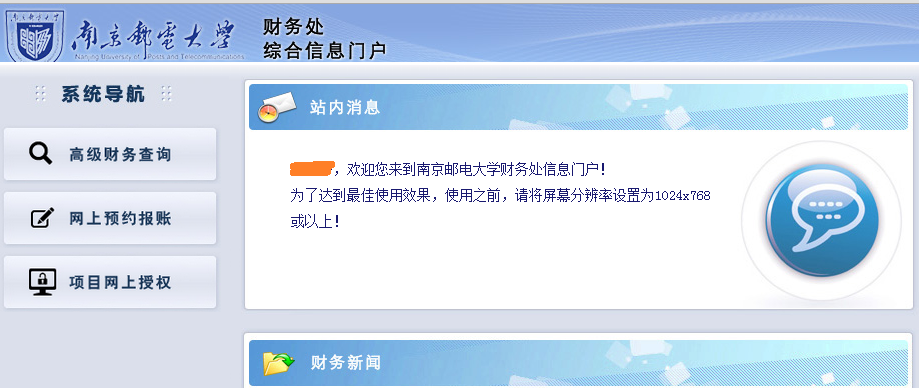 南京邮电大学
Nanjing University of Posts and Telecommunications
财务处
综合信息门户
系统导航
高级财务查询
网上预约报账
项目网上授权
站内消息
，欢迎您来到南京邮电大学财务处信息门户！
为了达到最佳使用效果，使用之前，请将屏幕分辨率设置为1024x768
或以上！
财务新闻